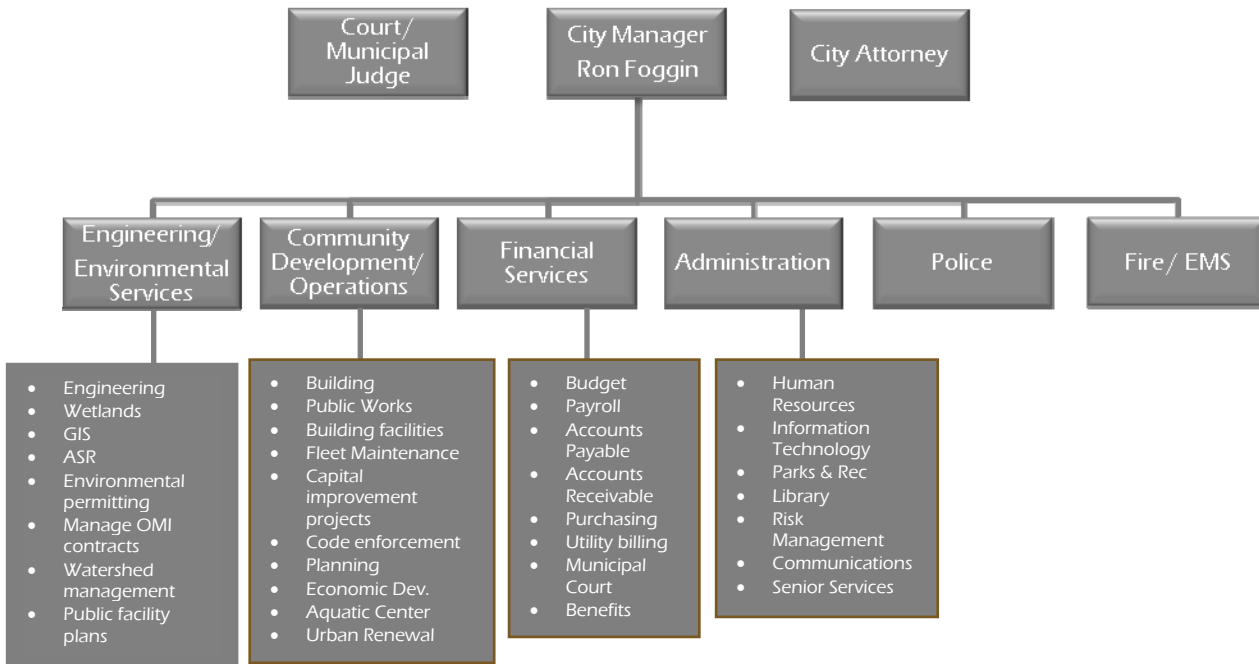 Court/
Municipal
Judge
City Manager
Ron Foggin
City Attorney
Engineering/
Environmental
Services
Community
Development/
Operations
Financial
Services
Administration
Police
Fire/ EMS
• Engineering
• Wetlands
• GIS
• ASR
• Environmental
permitting
• Manage OMI
contracts
• Watershed
management
• Public facility
plans
• Building
• Public Works
• Building facilities
• Fleet Maintenance
• Capital
improvement
projects
• Code enforcement
• Planning
• Economic Dev.
• Aquatic Center
• Urban Renewal
• Budget
• Payroll
• Accounts
Payable
• Accounts
Receivable
• Purchasing
• Utility billing
• Municipal
Court
• Benefits
• Human
Resources
• Information
Technology
• Parks & Rec
• Library
• Risk
Management
• Communications
• Senior Services